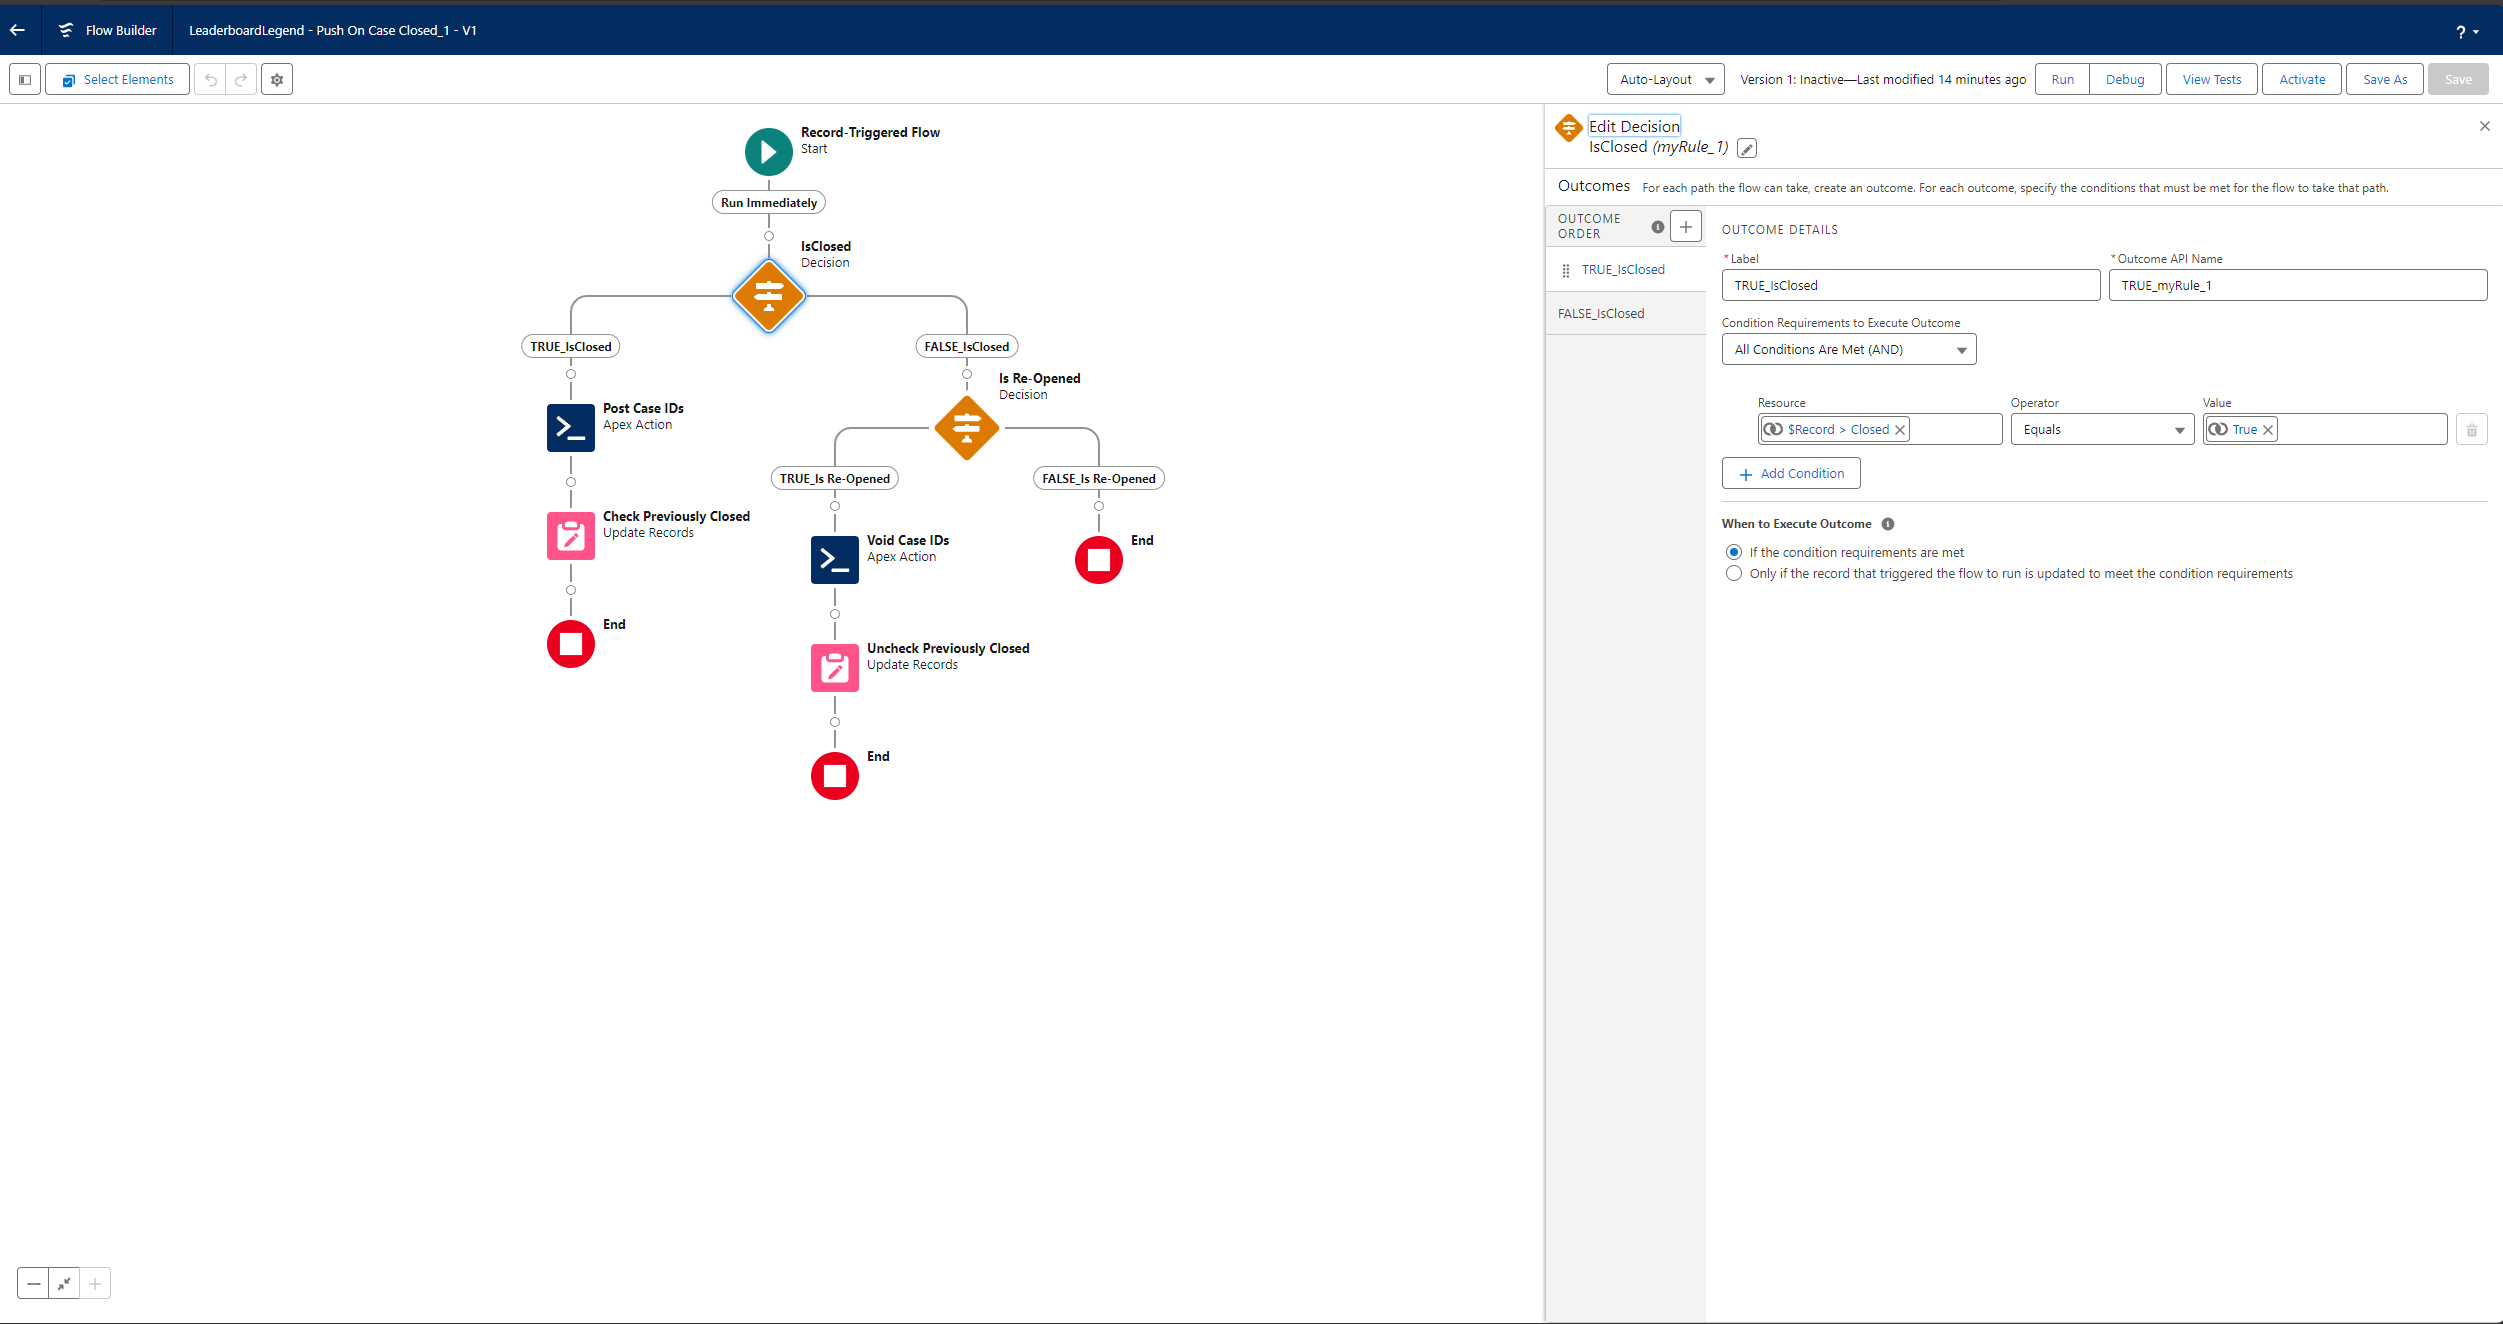 Flow Builder
LeaderboardLegend - Push On Case Closed_1 - V1
?
Select Elements
Auto-Layout
Version 1: Inactive—Last modified 14 minutes ago
Run
Debug
View Tests
Activate
Save As
Save
Record-Triggered Flow
Start
Run Immediately
IsClosed
Decision
TRUE_IsClosed
FALSE_IsClosed
Is Re-Opened
Decision
Post Case IDs
Apex Action
TRUE_Is Re-Opened
FALSE_Is Re-Opened
Check Previously Closed
Update Records
Void Case IDs
Apex Action
End
End
Uncheck Previously Closed
Update Records
End
Edit Decision
IsClosed (myRule_1)
Outcomes For each path the flow can take, create an outcome. For each outcome, specify the conditions that must be met for the flow to take that path.
OUTCOME
ORDER
TRUE_IsClosed
FALSE_IsClosed
OUTCOME DETAILS
*Label
TRUE_IsClosed
*Outcome API Name
TRUE_myRule_1
Condition Requirements to Execute Outcome
All Conditions Are Met (AND)
Resource
$Record > Closed
Operator
Equals
Value
True
Add Condition
When to Execute Outcome
If the condition requirements are met
Only if the record that triggered the flow to run is updated to meet the condition requirements